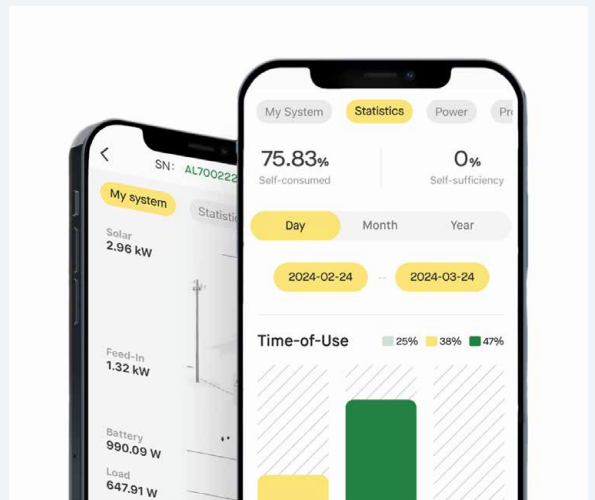 SN: AL700222
My system
Solar
2.96 kW
Feed-In
1.32 kW
Battery
990.09 W
Load
647.91 W
My System Statistics Power
75.83% 0%
Self-consumed Self-sufficiency
Day Month Year
2024-02-24 -- 2024-03-24
Time-of-Use 25% 38% 47%